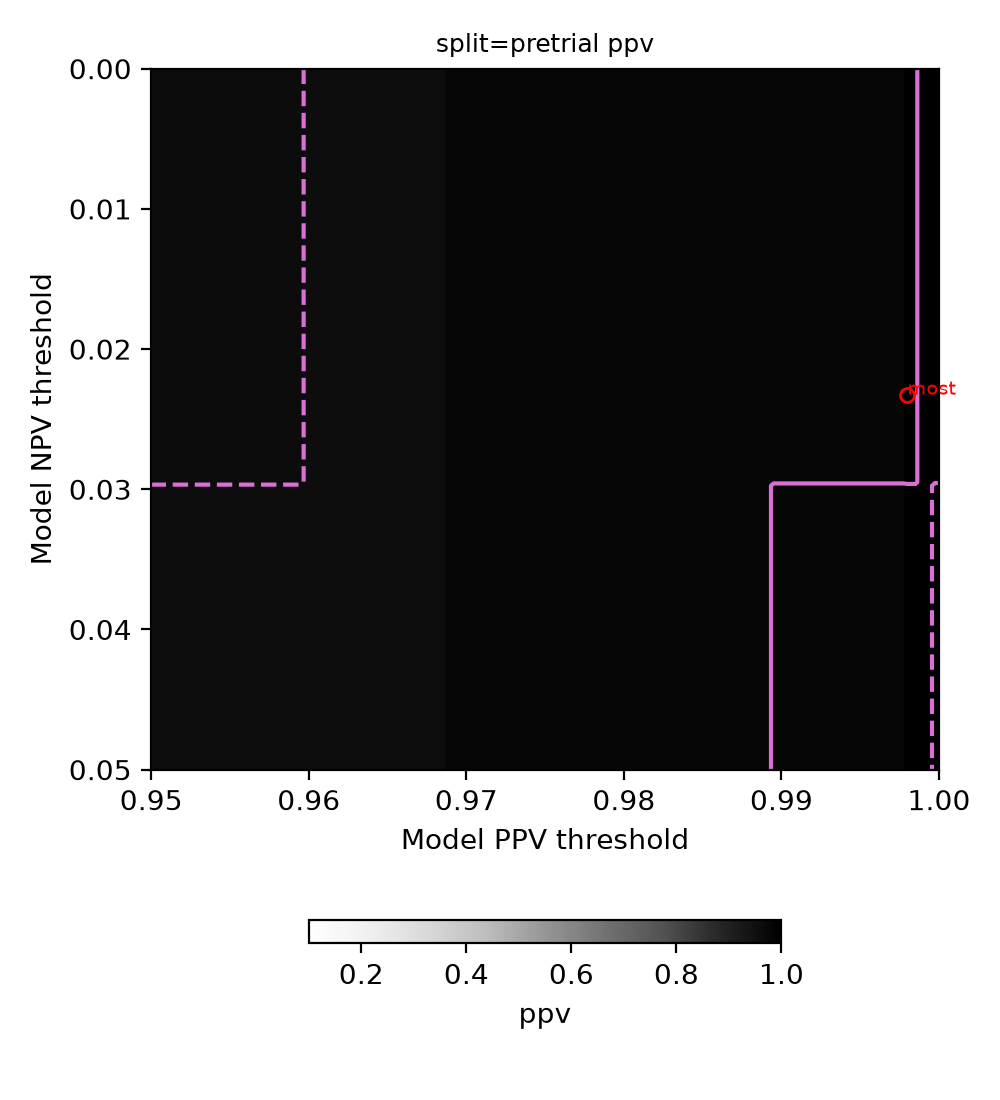 split=pretrial ppv
0.00
0.01
0.02
0.03
0.04
0.05
Model NPV threshold
most
0.95 0.96 0.97 0.98 0.99 1.00
Model PPV threshold
0.2 0.4 0.6 0.8 1.0
ppv